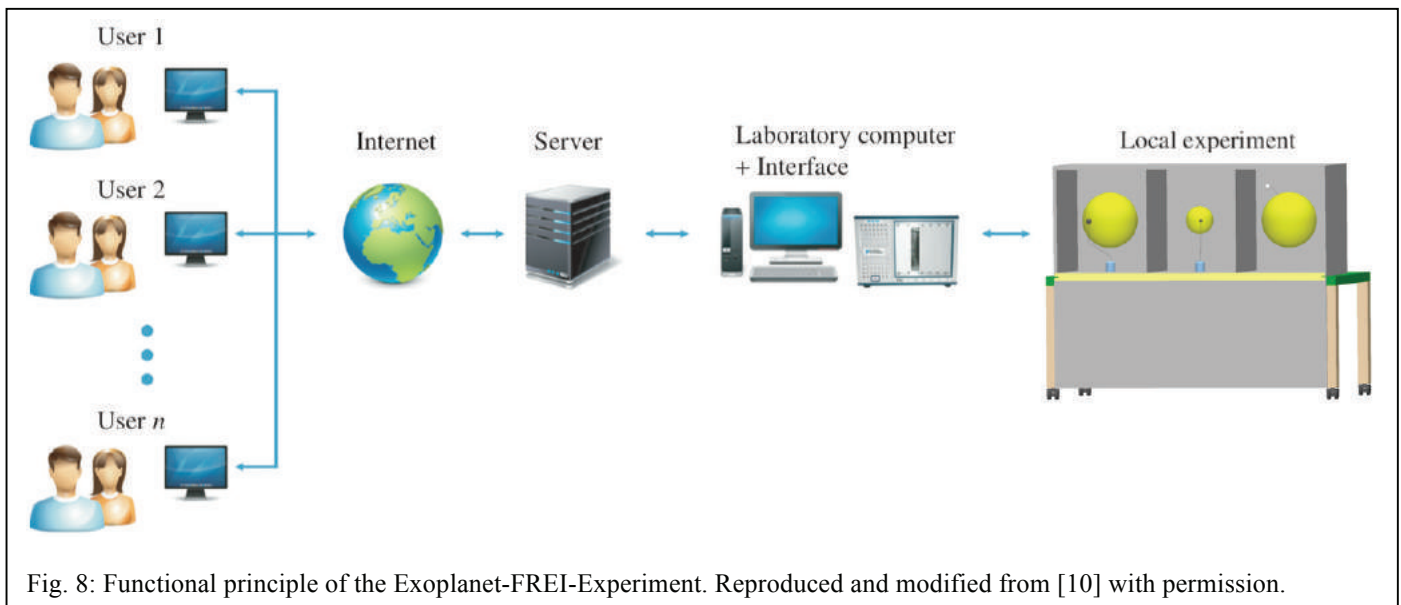 User 1
User 2
User n
Internet
Server
Laboratory computer
+ Interface
Local experiment
Fig. 8: Functional principle of the Exoplanet-FREI-Experiment. Reproduced and modified from [10] with permission.